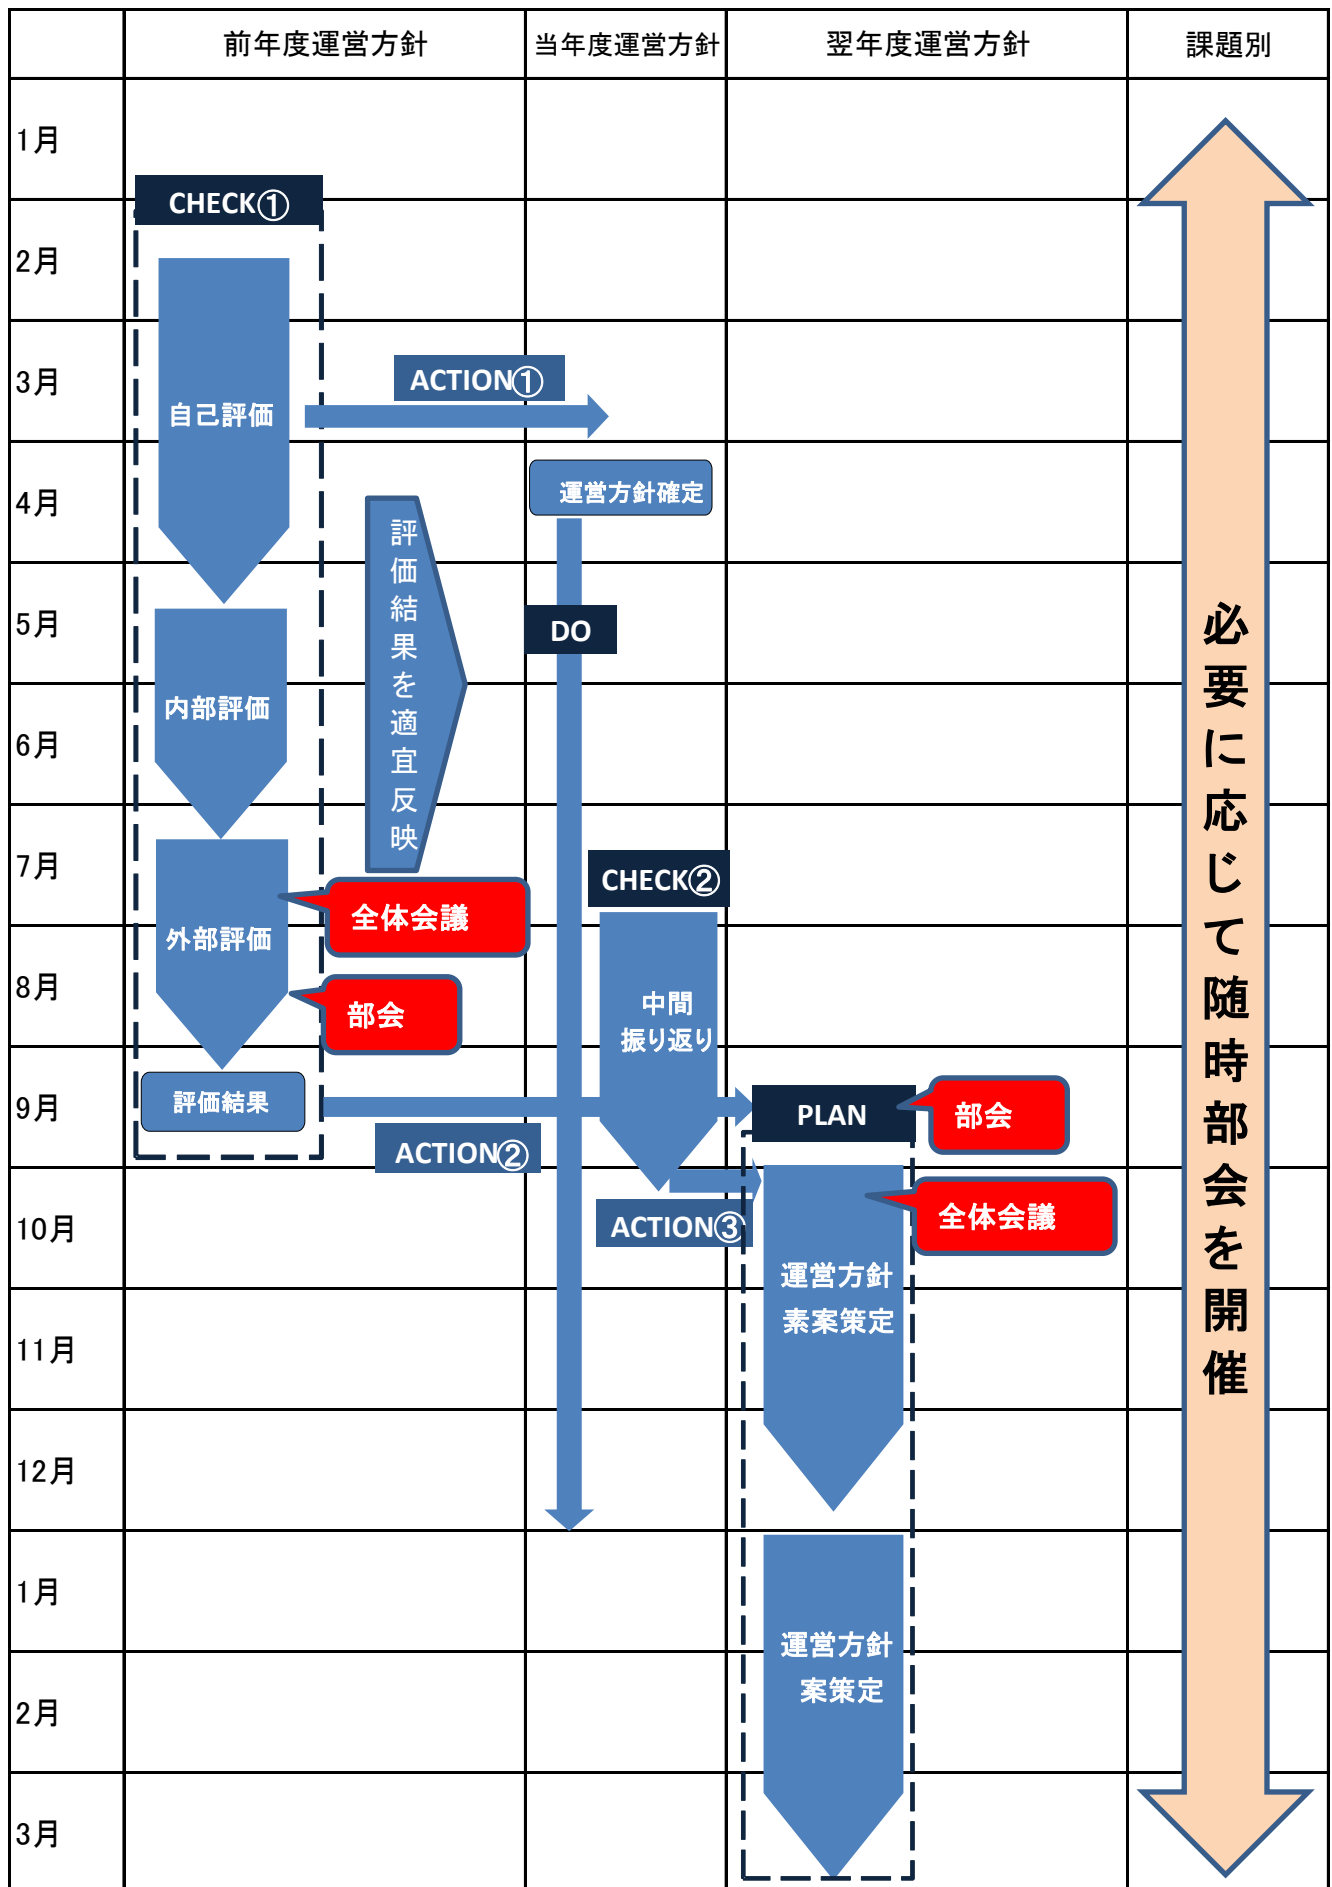 前年度運営方針
当年度運営方針
翌年度運営方針
課題別
1月
CHECK①
2月
3月
ACTION①
自己評価
4月
運営方針確定
評価結果を適宜反映
5月
DO
内部評価
6月
7月
CHECK②
全体会議
外部評価
8月
部会
中間
振り返り
9月
評価結果
PLAN
部会
ACTION②
10月
ACTION③
全体会議
運営方針
素案策定
11月
12月
1月
運営方針
案策定
2月
3月
必要に応じて随時部会を開催